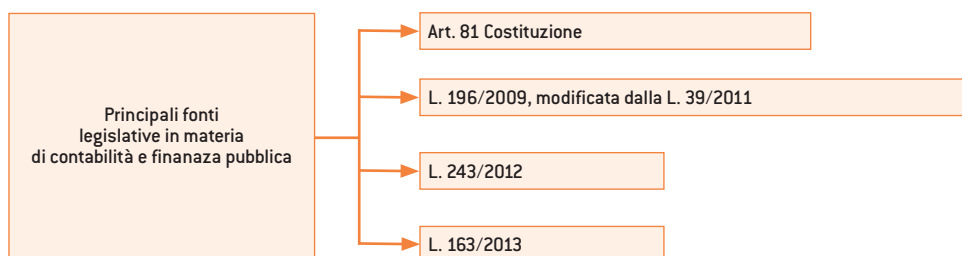 Principali fonti
legislative in materia
di contabilità e finanaza pubblica
Art. 81 Costituzione
L. 196/2009, modificata dalla L. 39/2011
L. 243/2012
L. 163/2013